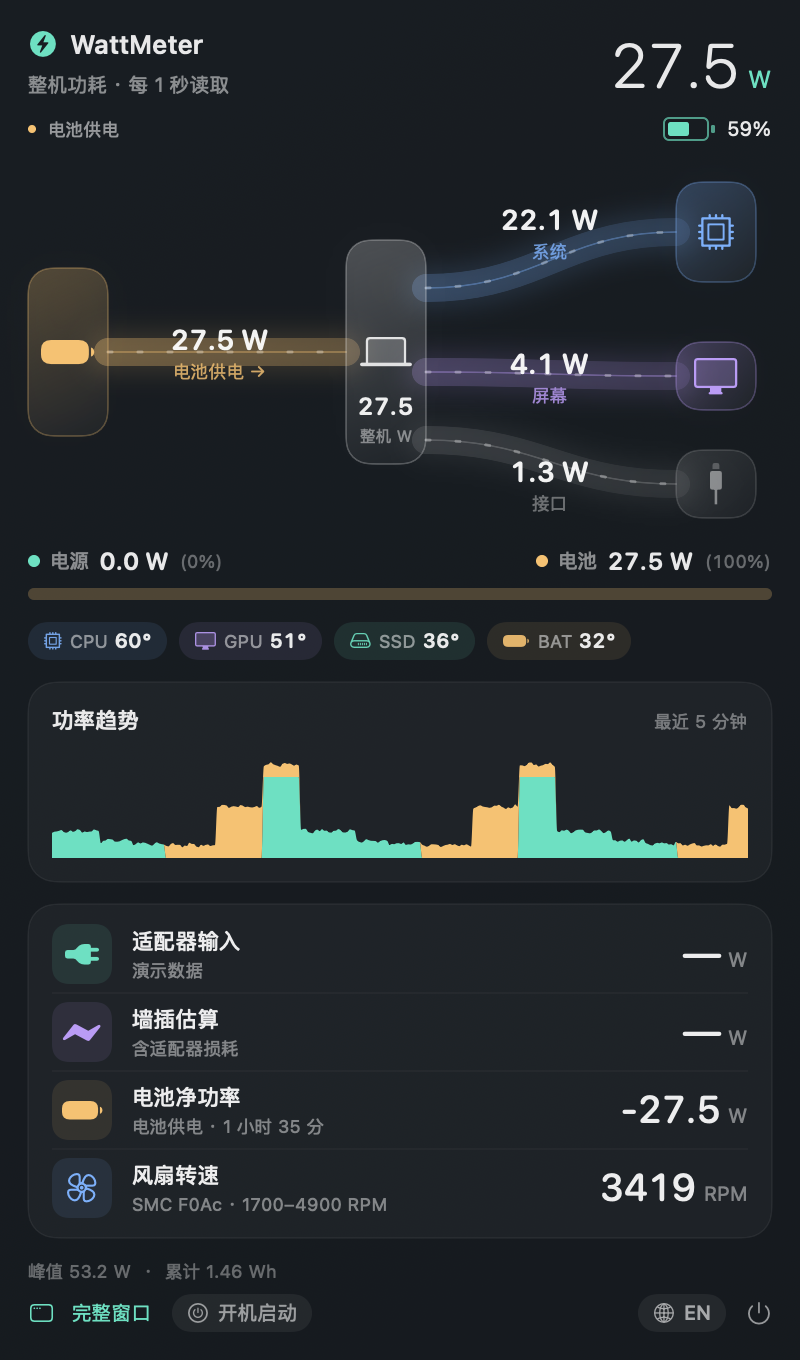 WattMeter
27.5 W
整机功耗 · 每 1 秒读取
电池供电
59%
22.1 W
系统
27.5 W
电池供电 →
4.1 W
屏幕
27.5
整机 W
1.3 W
接口
电源 0.0 W (0%)
电池 27.5 W (100%)
CPU 60° GPU 51° SSD 36° BAT 32°
功率趋势
最近 5 分钟
适配器输入
演示数据
— W
墙插估算
含适配器损耗
— W
电池净功率
电池供电 · 1 小时 35 分
-27.5 W
风扇转速
SMC F0Ac · 1700–4900 RPM
3419 RPM
峰值 53.2 W · 累计 1.46 Wh
完整窗口 开机启动 EN